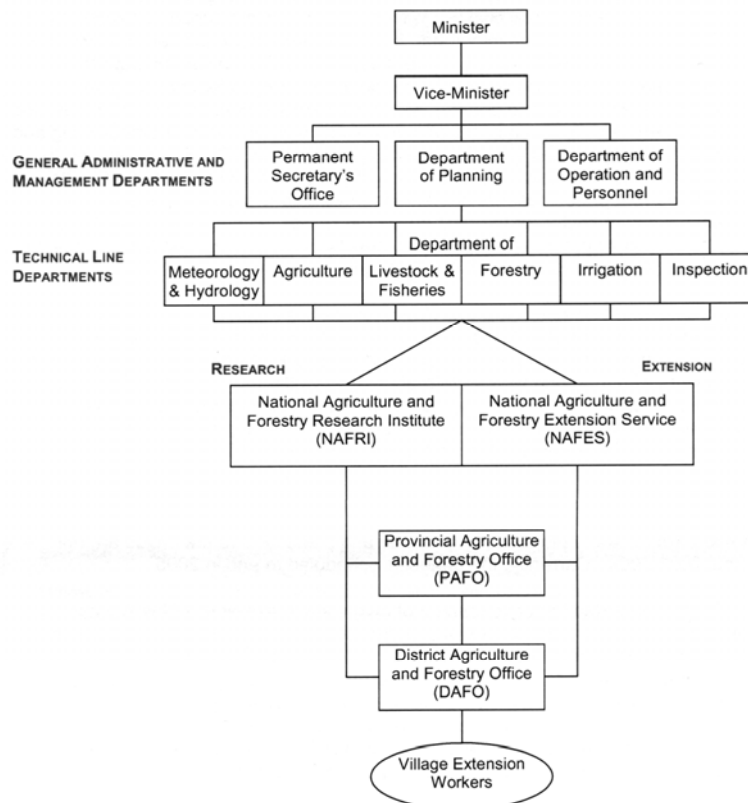 Minister
Vice-Minister
GENERAL ADMINISTRATIVE AND
MANAGEMENT DEPARTMENTS
Permanent
Secretary's
Office
Department
of Planning
Department of
Operation and
Personnel
TECHNICAL LINE
DEPARTMENTS
Department of
Meteorology
& Hydrology
Agriculture
Livestock &
Fisheries
Forestry
Irrigation
Inspection
RESEARCH
EXTENSION
National Agriculture and
Forestry Research Institute
(NAFRI)
National Agriculture and
Forestry Extension Service
(NAFES)
Provincial Agriculture
and Forestry Office
(PAFO)
District Agriculture
and Forestry Office
(DAFO)
Village Extension
Workers